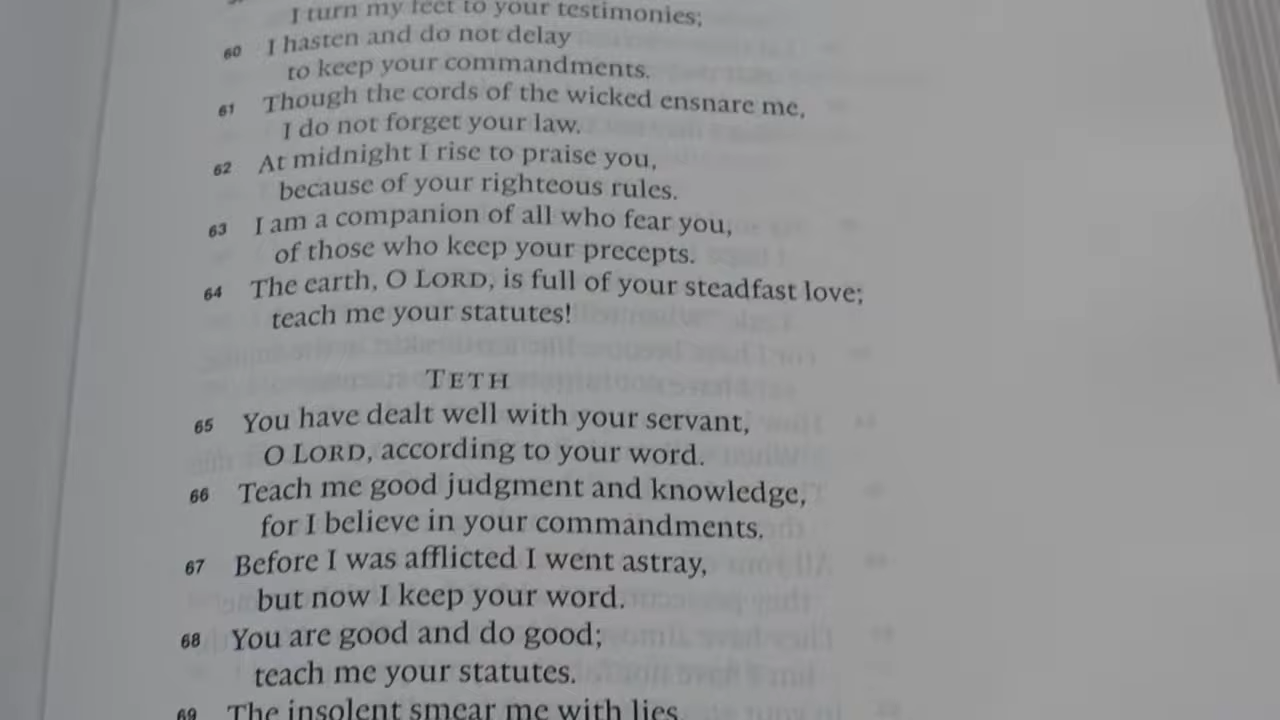 I turn my feet to your testimonies;
60 I hasten and do not delay
to keep your commandments.
61 Though the cords of the wicked ensnare me,
I do not forget your law.
62 At midnight I rise to praise you,
because of your righteous rules.
63 I am a companion of all who fear you,
of those who keep your precepts.
64 The earth, O LORD, is full of your steadfast love;
teach me your statutes!
TETH
65 You have dealt well with your servant,
O LORD, according to your word.
66 Teach me good judgment and knowledge,
for I believe in your commandments.
67 Before I was afflicted I went astray,
but now I keep your word.
68 You are good and do good;
teach me your statutes.
69 The insolent smear me with lies